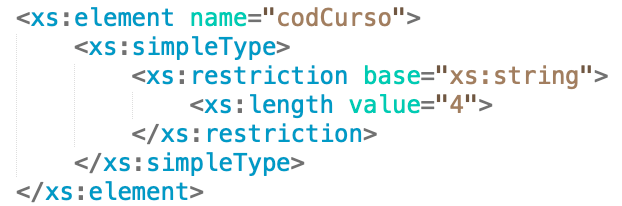 <xs:element name="codCurso">
<xs:simpleType>
<xs:restriction base="xs:string">
<xs:length value="4">
</xs:restriction>
</xs:simpleType>
</xs:element>